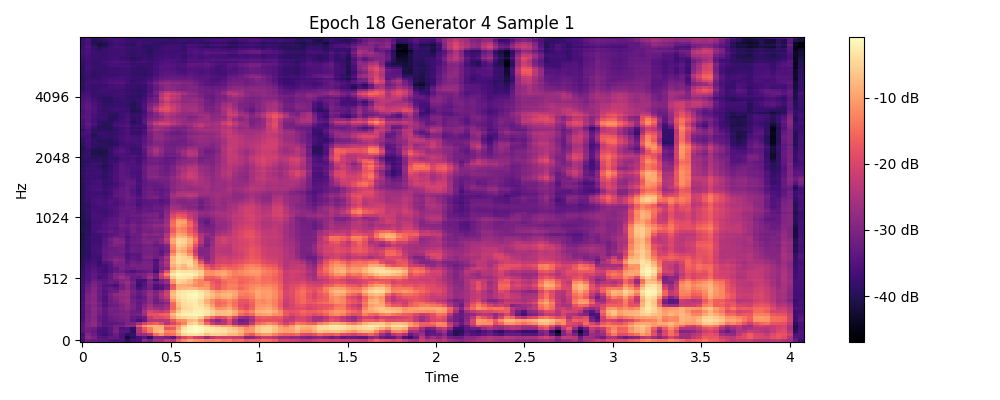 Epoch 18 Generator 4 Sample 1
Hz
4096
2048
1024
512
0
0 0.5 1 1.5 2 2.5 3 3.5 4
Time
-10 dB
-20 dB
-30 dB
-40 dB